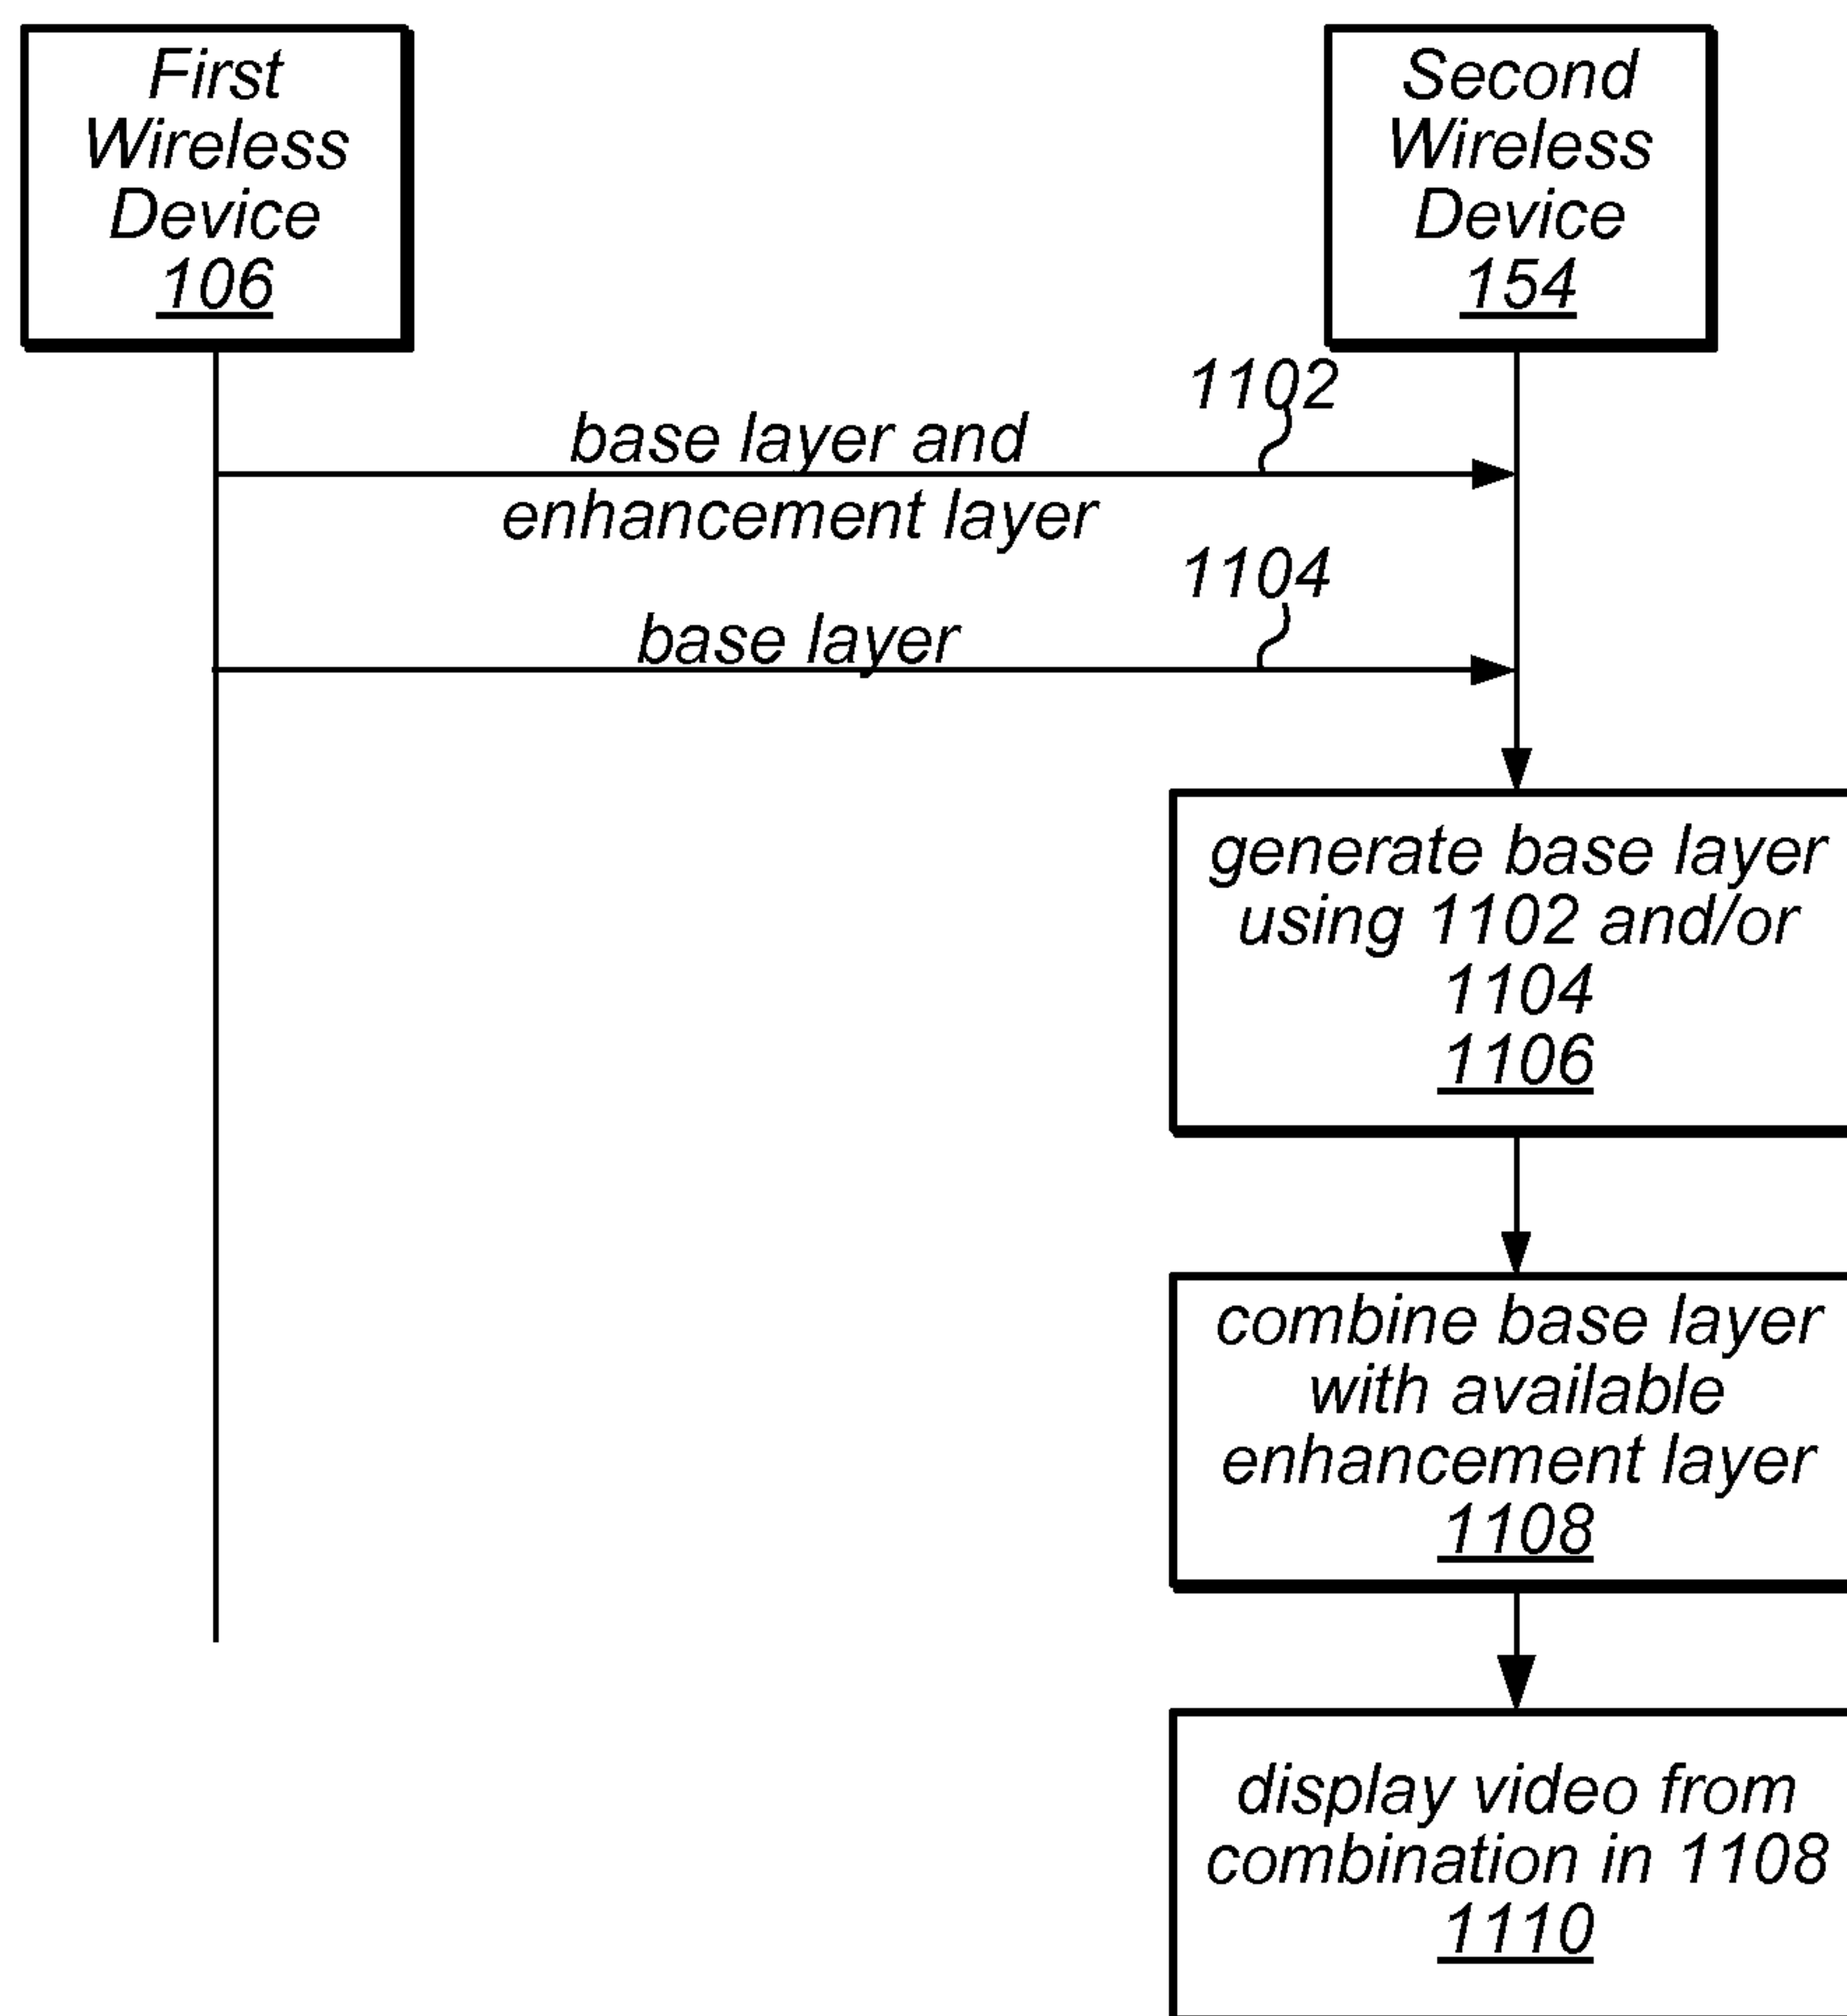 First
Wireless
Device
106
Second
Wireless
Device
154
1102
base layer and
enhancement layer
1104
base layer
generate base layer
using 1102 and/or
1104
1106
combine base layer
with available
enhancement layer
1108
display video from
combination in 1108
1110